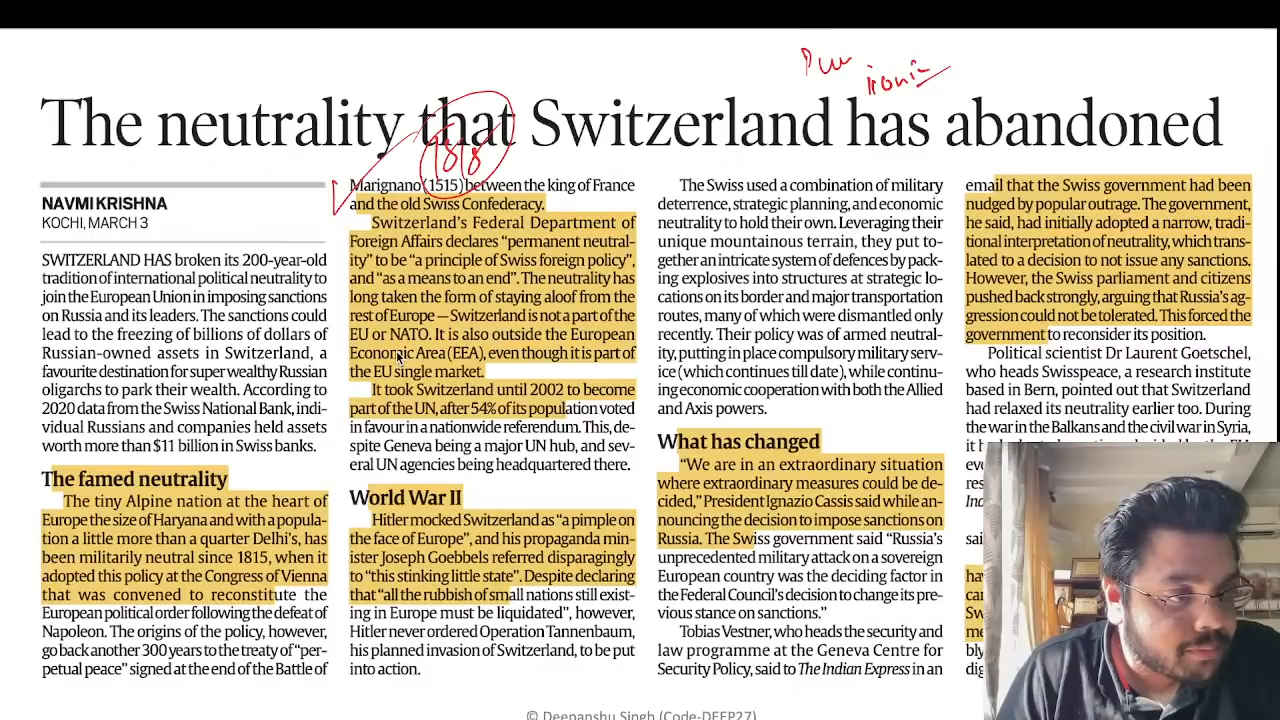 The neutrality that Switzerland has abandoned
1818
NAVMI KRISHNA
KOCHI, MARCH 3
SWITZERLAND HAS broken its 200-year-old
tradition of international political neutrality to
join the European Union in imposing sanctions
on Russia and its leaders. The sanctions could
lead to the freezing of billions of dollars of
Russian-owned assets in Switzerland, a
favourite destination for super wealthy Russian
oligarchs to park their wealth. According to
2020 data from the Swiss National Bank, indi-
vidual Russians and companies held assets
worth more than $11 billion in Swiss banks.
The famed neutrality
The tiny Alpine nation at the heart of
Europe the size of Haryana and with a popula-
tion a little more than a quarter Delhi's, has
been militarily neutral since 1815, when it
adopted this policy at the Congress of Vienna
that was convened to reconstitute the
European political order following the defeat of
Napoleon. The origins of the policy, however,
go back another 300 years to the treaty of "per-
petual peace" signed at the end of the Battle of
Marignano (1515) between the king of France
and the old Swiss Confederacy.
Switzerland's Federal Department of
Foreign Affairs declares "permanent neutral-
ity" to be "a principle of Swiss foreign policy",
and "as a means to an end". The neutrality has
long taken the form of staying aloof from the
rest of Europe — Switzerland is not a part of the
EU or NATO. It is also outside the European
Economic Area (EEA), even though it is part of
the EU single market.
It took Switzerland until 2002 to become
part of the UN, after 54% of its population voted
in favour in a nationwide referendum. This, de-
spite Geneva being a major UN hub, and sev-
eral UN agencies being headquartered there.
World War II
Hitler mocked Switzerland as "a pimple on
the face of Europe", and his propaganda min-
ister Joseph Goebbels referred disparagingly
to "this stinking little state". Despite declaring
that "all the rubbish of small nations still exist-
ing in Europe must be liquidated", however,
Hitler never ordered Operation Tannenbaum,
his planned invasion of Switzerland, to be put
into action.
The Swiss used a combination of military
deterrence, strategic planning, and economic
neutrality to hold their own. Leveraging their
unique mountainous terrain, they put to-
gether an intricate system of defences by pack-
ing explosives into structures at strategic lo-
cations on its border and major transportation
routes, many of which were dismantled only
recently. Their policy was of armed neutral-
ity, putting in place compulsory military serv-
ice (which continues till date), while continu-
ing economic cooperation with both the Allied
and Axis powers.
What has changed
"We are in an extraordinary situation
where extraordinary measures could be de-
cided," President Ignazio Cassis said while an-
nouncing the decision to impose sanctions on
Russia. The Swiss government said "Russia's
unprecedented military attack on a sovereign
European country was the deciding factor in
the Federal Council's decision to change its pre-
vious stance on sanctions."
Tobias Vestner, who heads the security and
law programme at the Geneva Centre for
Security Policy, said to The Indian Express in an
email that the Swiss government had been
nudged by popular outrage. The government,
he said, had initially adopted a narrow, tradi-
tional interpretation of neutrality, which trans-
lated to a decision to not issue any sanctions.
However, the Swiss parliament and citizens
pushed back strongly, arguing that Russia's ag-
gression could not be tolerated. This forced the
government to reconsider its position.
Political scientist Dr Laurent Goetschel,
who heads Swisspeace, a research institute
based in Bern, pointed out that Switzerland
had relaxed its neutrality earlier too. During
the war in the Balkans and the civil war in Syria,
© Deepanshu Singh (Code-DEEP27)